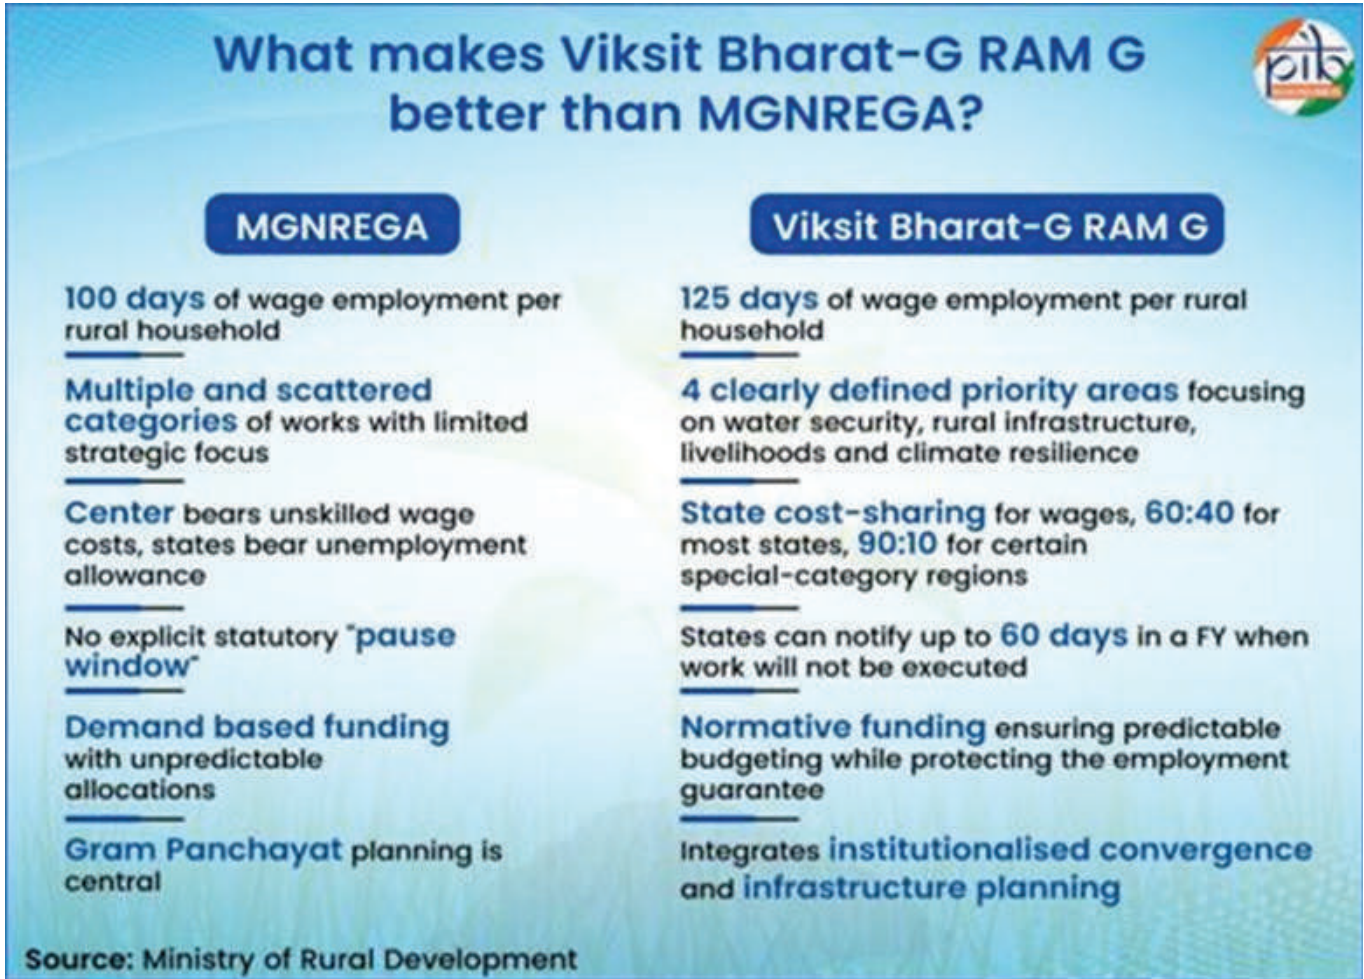 What makes Viksit Bharat-G RAM G
better than MGNREGA?
pib
MGNREGA
100 days of wage employment per
rural household
Multiple and scattered
categories of works with limited
strategic focus
Center bears unskilled wage
costs, states bear unemployment
allowance
No explicit statutory "pause
window"
Demand based funding
with unpredictable
allocations
Gram Panchayat planning is
central
Viksit Bharat-G RAM G
125 days of wage employment per rural
household
4 clearly defined priority areas focusing
on water security, rural infrastructure,
livelihoods and climate resilience
State cost-sharing for wages, 60:40 for
most states, 90:10 for certain
special-category regions
States can notify up to 60 days in a FY when
work will not be executed
Normative funding ensuring predictable
budgeting while protecting the employment
guarantee
Integrates institutionalised convergence
and infrastructure planning
Source: Ministry of Rural Development